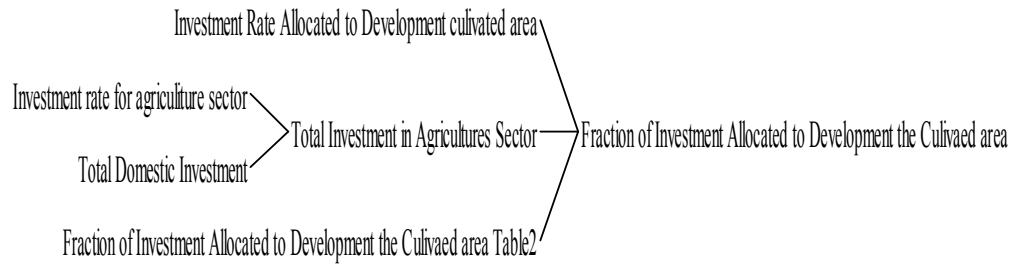 Investment Rate Allocated to Development culivated area
Investment rate for agriculiture sector
Total Investment in Agricultures Sector
Fraction of Investment Allocated to Development the Culivaed area
Total Domestic Investment
Fraction of Investment Allocated to Development the Culivaed area Table2